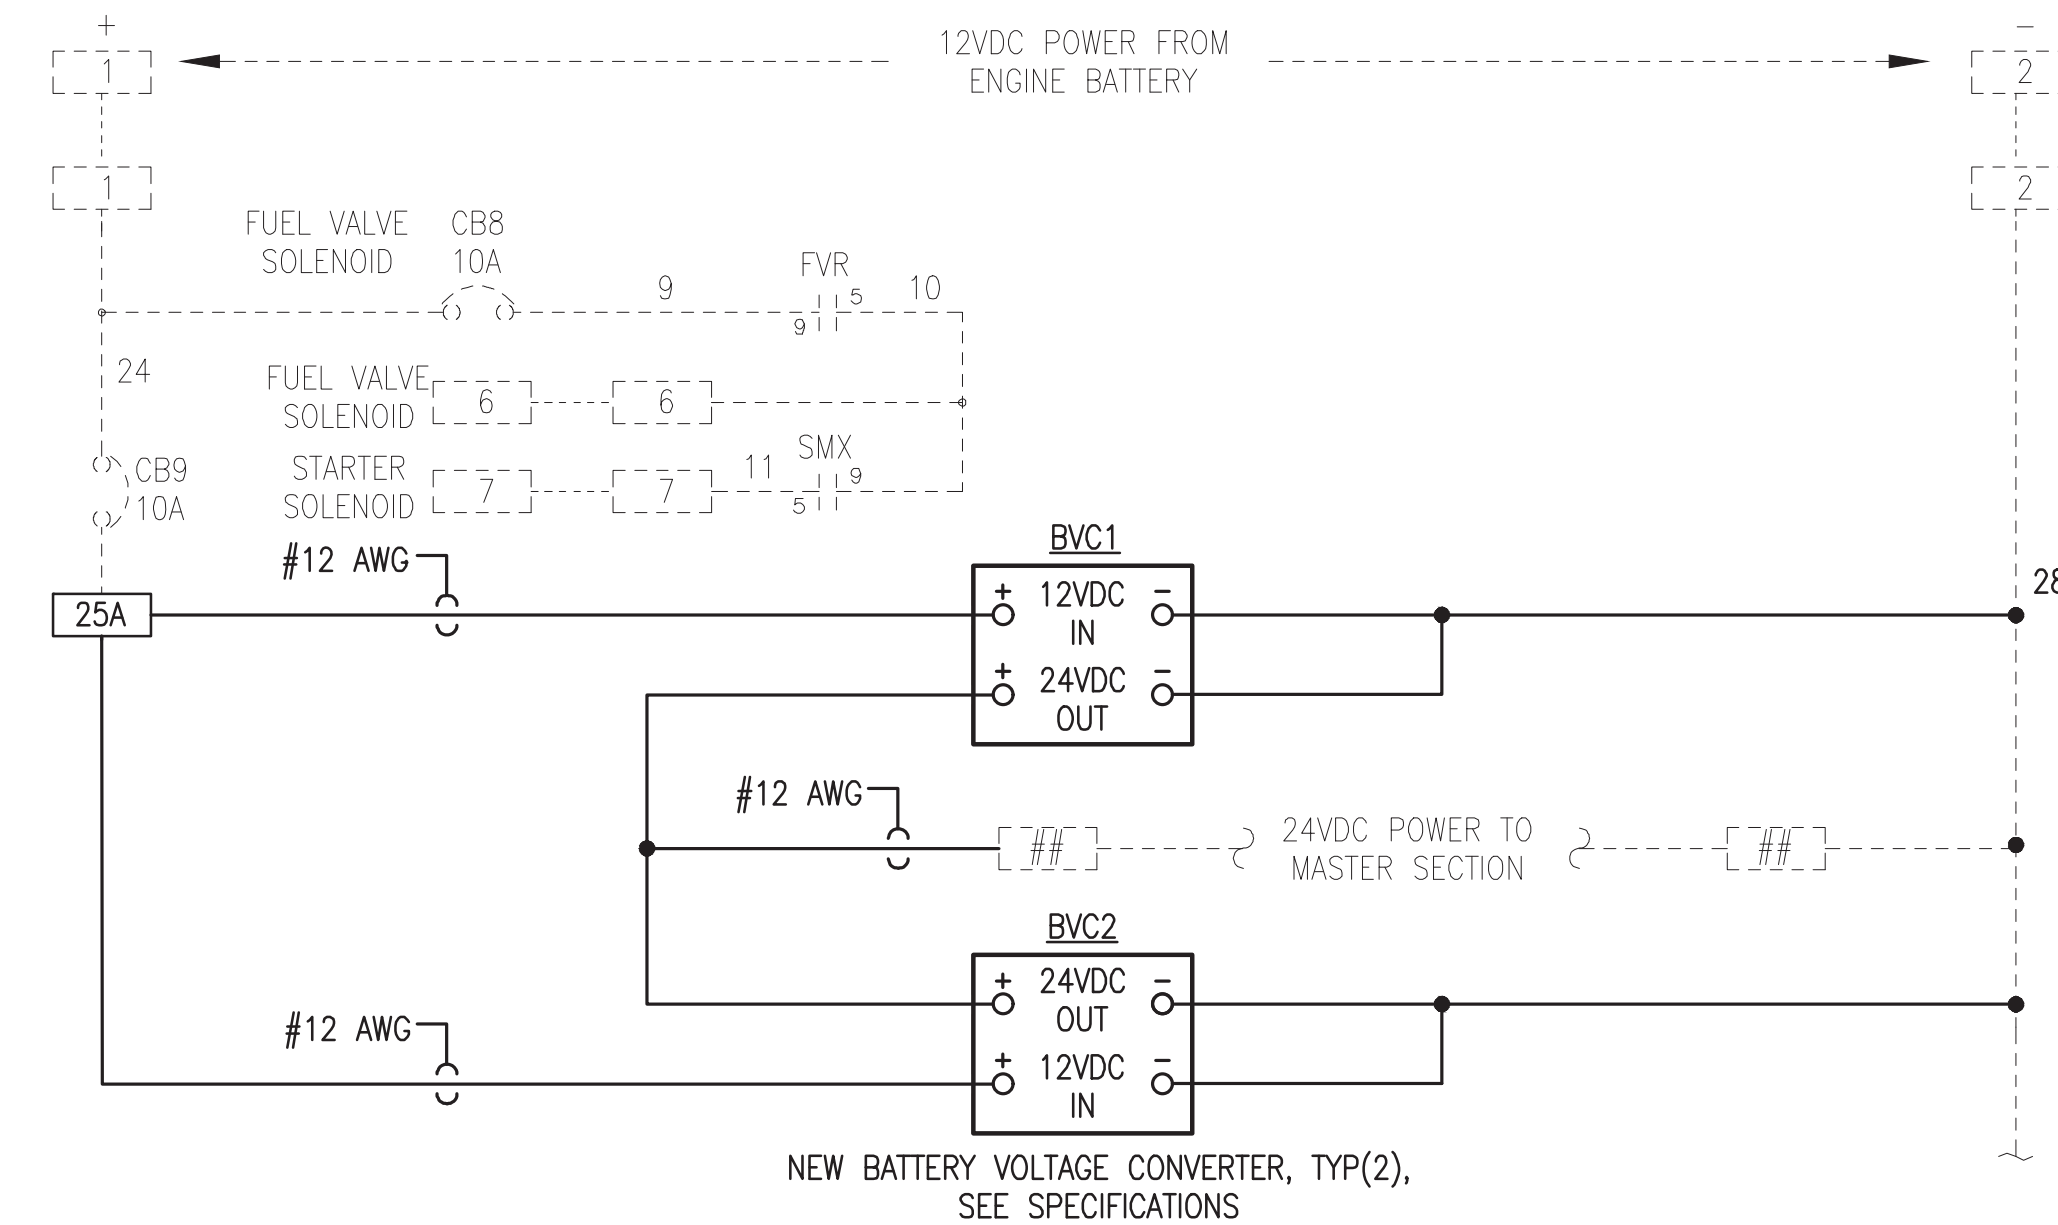 +
−
1
12VDC POWER FROM
ENGINE BATTERY
2
1
2
FUEL VALVE
SOLENOID
CB8
10A
FVR
9
5
10
9
24
FUEL VALVE
SOLENOID
6
6
SMX
CB9
10A
STARTER
SOLENOID
7
7
11
9
5
BVC1
#12 AWG
28
25A
+ 12VDC −
IN
+ 24VDC −
OUT
#12 AWG
##
24VDC POWER TO
MASTER SECTION
##
BVC2
+ 24VDC −
OUT
#12 AWG
+ 12VDC −
IN
NEW BATTERY VOLTAGE CONVERTER, TYP(2),
SEE SPECIFICATIONS